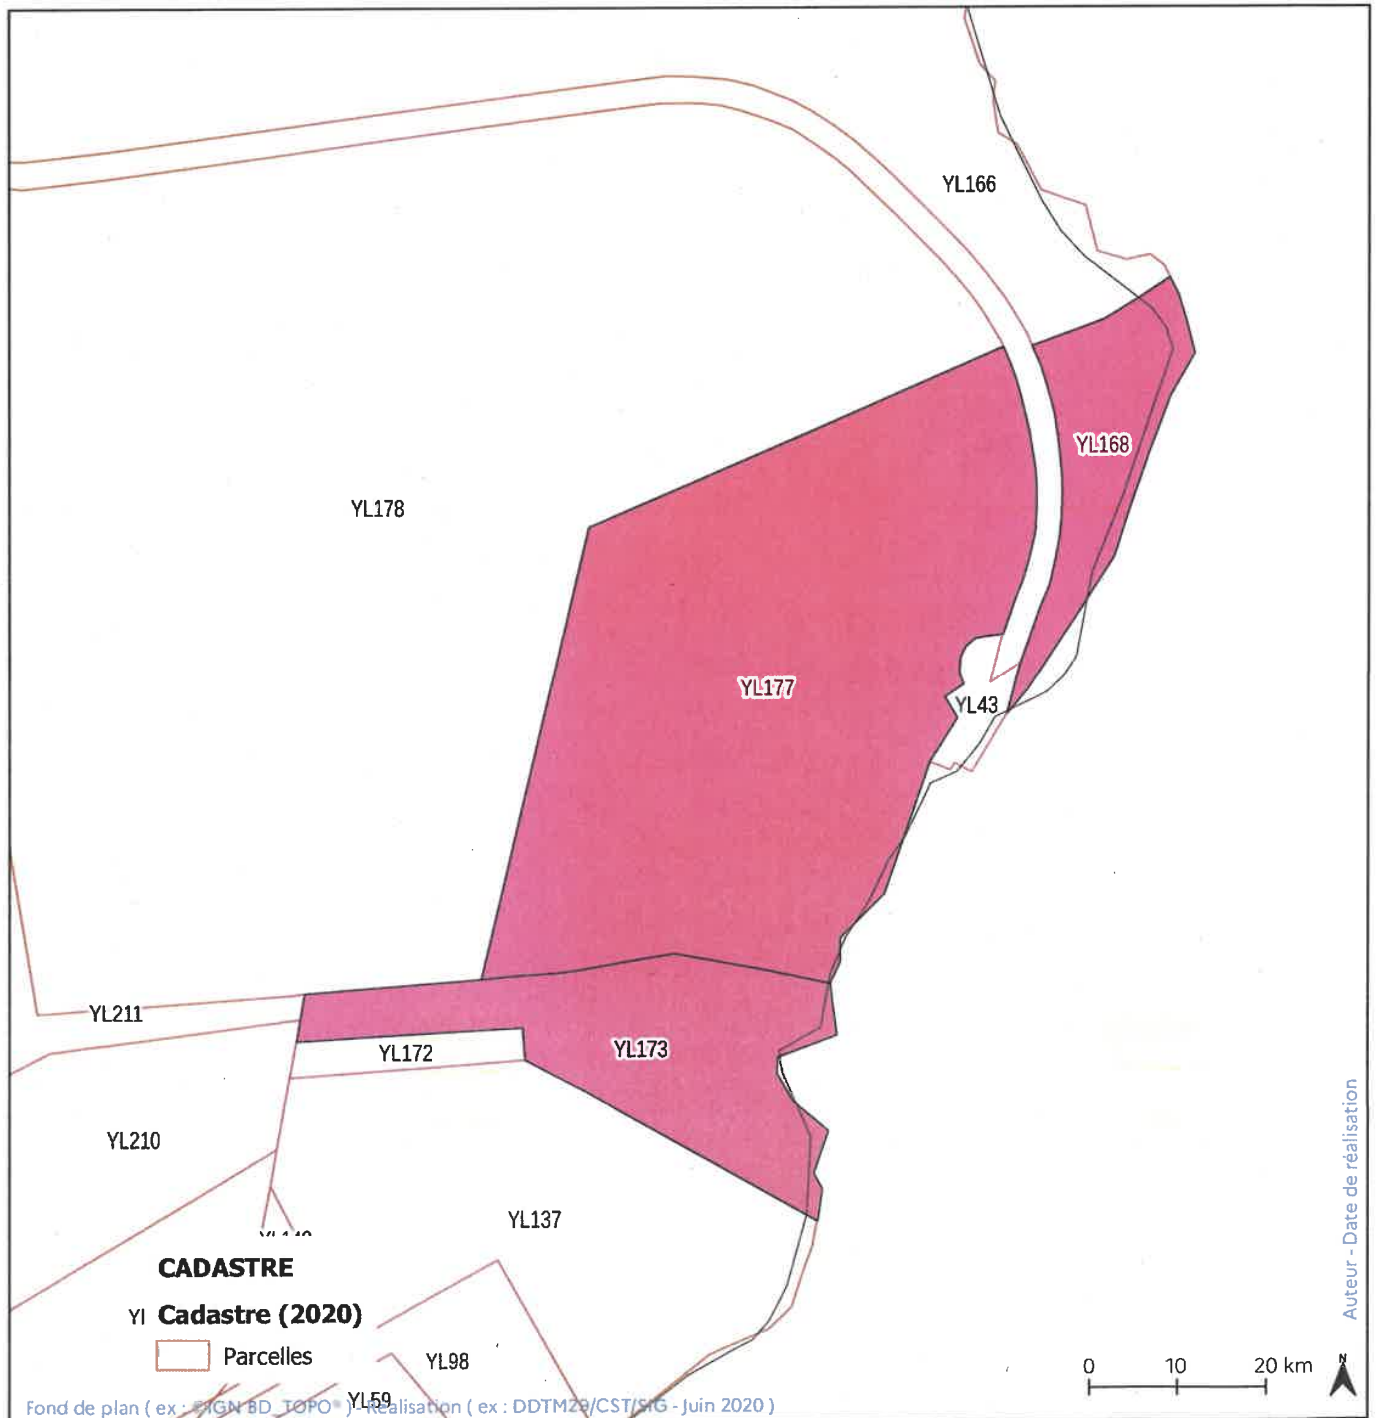 YL166
YL168
YL178
YL177
YL43
YL211
YL172
YL173
YL210
YL137
CADASTRE
YI Cadastre (2020)
Parcelles
YL98
YL59
0 10 20 km
N
Fond de plan ( ex : ©IGN BD_TOPO® ) - Réalisation ( ex : DDTM29/CST/SIG - Juin 2020 )
Auteur - Date de réalisation